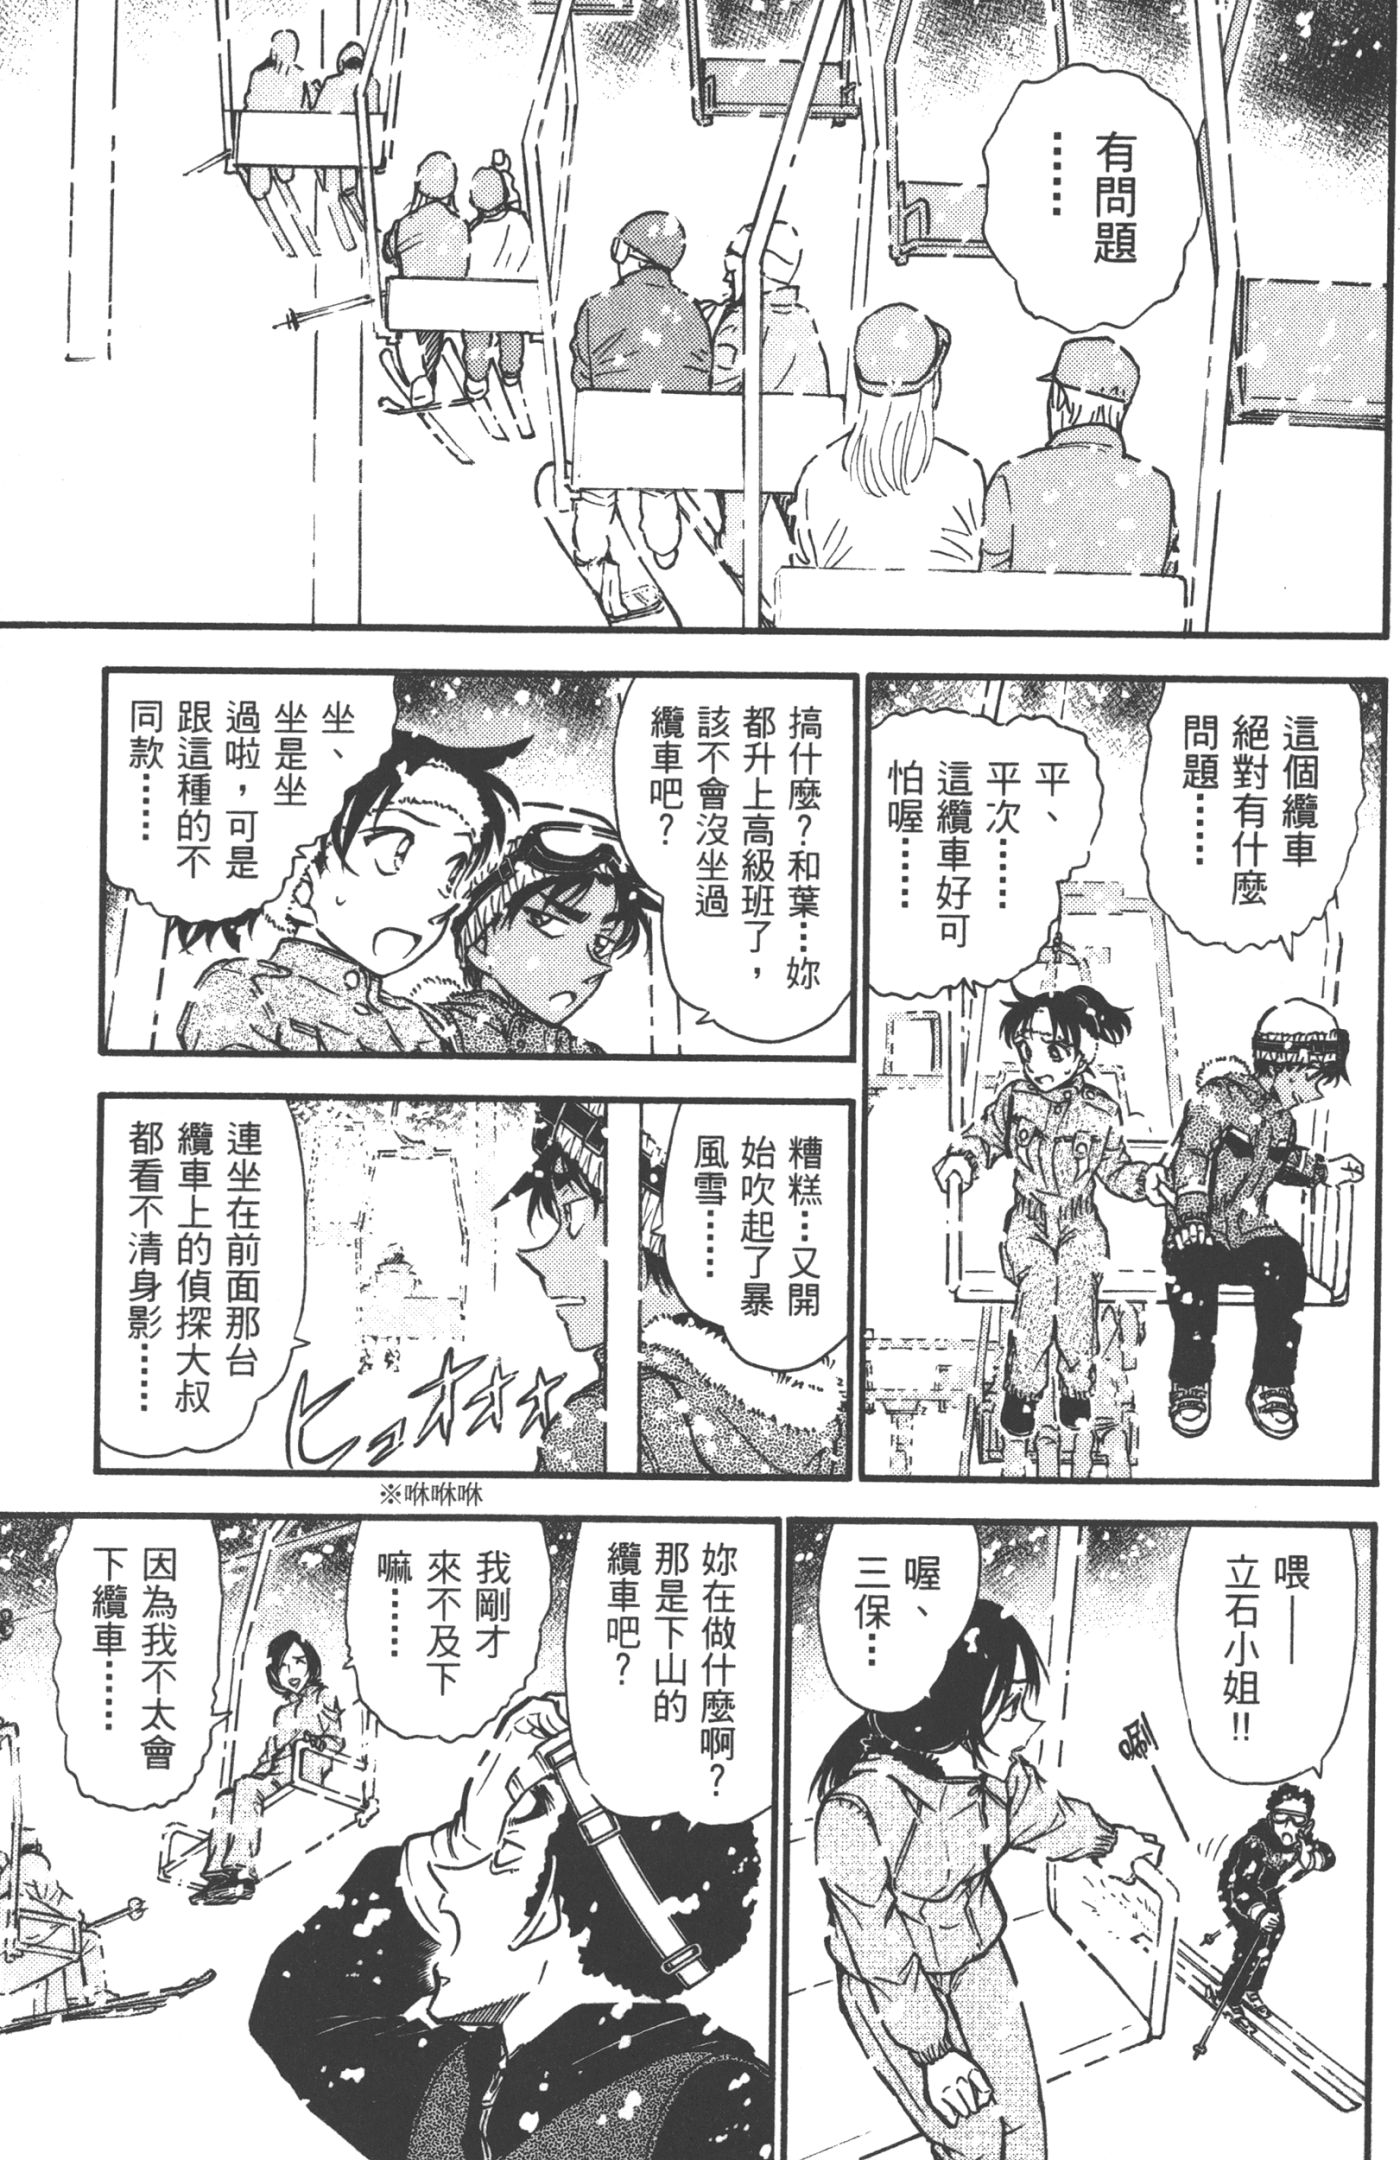 有問題
……
這個纜車
絕對有什麼
問題……
平、
平次……
這纜車好可
怕喔……
搞什麼?和葉…妳
都升上高級班了，
該不會沒坐過
纜車吧?
坐、
坐是坐
過啦，可是
跟這種的不
同款……
糟糕…又開
始吹起了暴
風雪……
連坐在前面那台
纜車上的偵探大叔
都看不清身影……
ヒュオオオォ
※咻咻咻
喂——
立石小姐!!
喔、
三保…
妳在做什麼啊?
那是下山的
纜車吧?
我剛才
來不及下
嘛……
因為我不太會
下纜車……